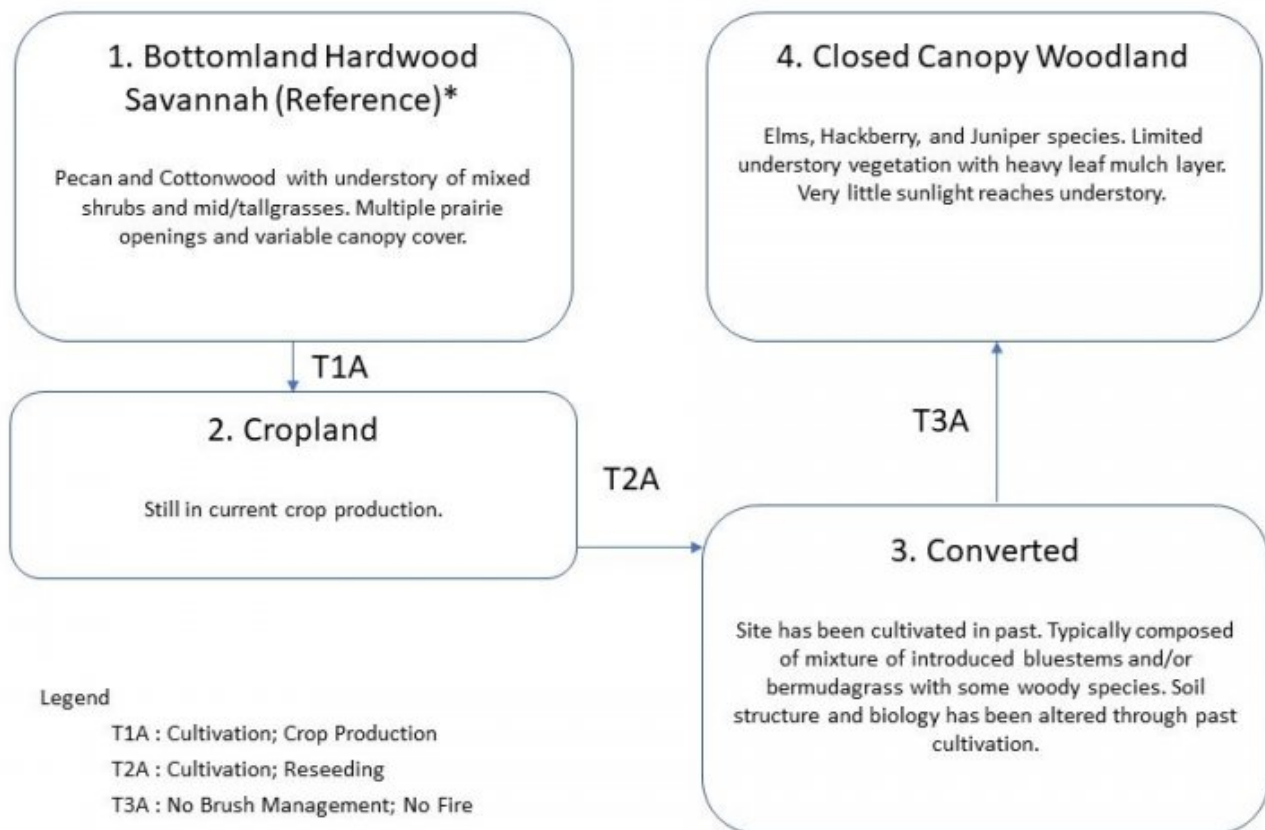 1. Bottomland Hardwood
Savannah (Reference)*
Pecan and Cottonwood with understory of mixed
shrubs and mid/tallgrasses. Multiple prairie
openings and variable canopy cover.
T1A
2. Cropland
Still in current crop production.
T2A
3. Converted
Site has been cultivated in past. Typically composed
of mixture of introduced bluestems and/or
bermudagrass with some woody species. Soil
structure and biology has been altered through past
cultivation.
T3A
4. Closed Canopy Woodland
Elms, Hackberry, and Juniper species. Limited
understory vegetation with heavy leaf mulch layer.
Very little sunlight reaches understory.
Legend
T1A : Cultivation; Crop Production
T2A : Cultivation; Reseeding
T3A : No Brush Management; No Fire